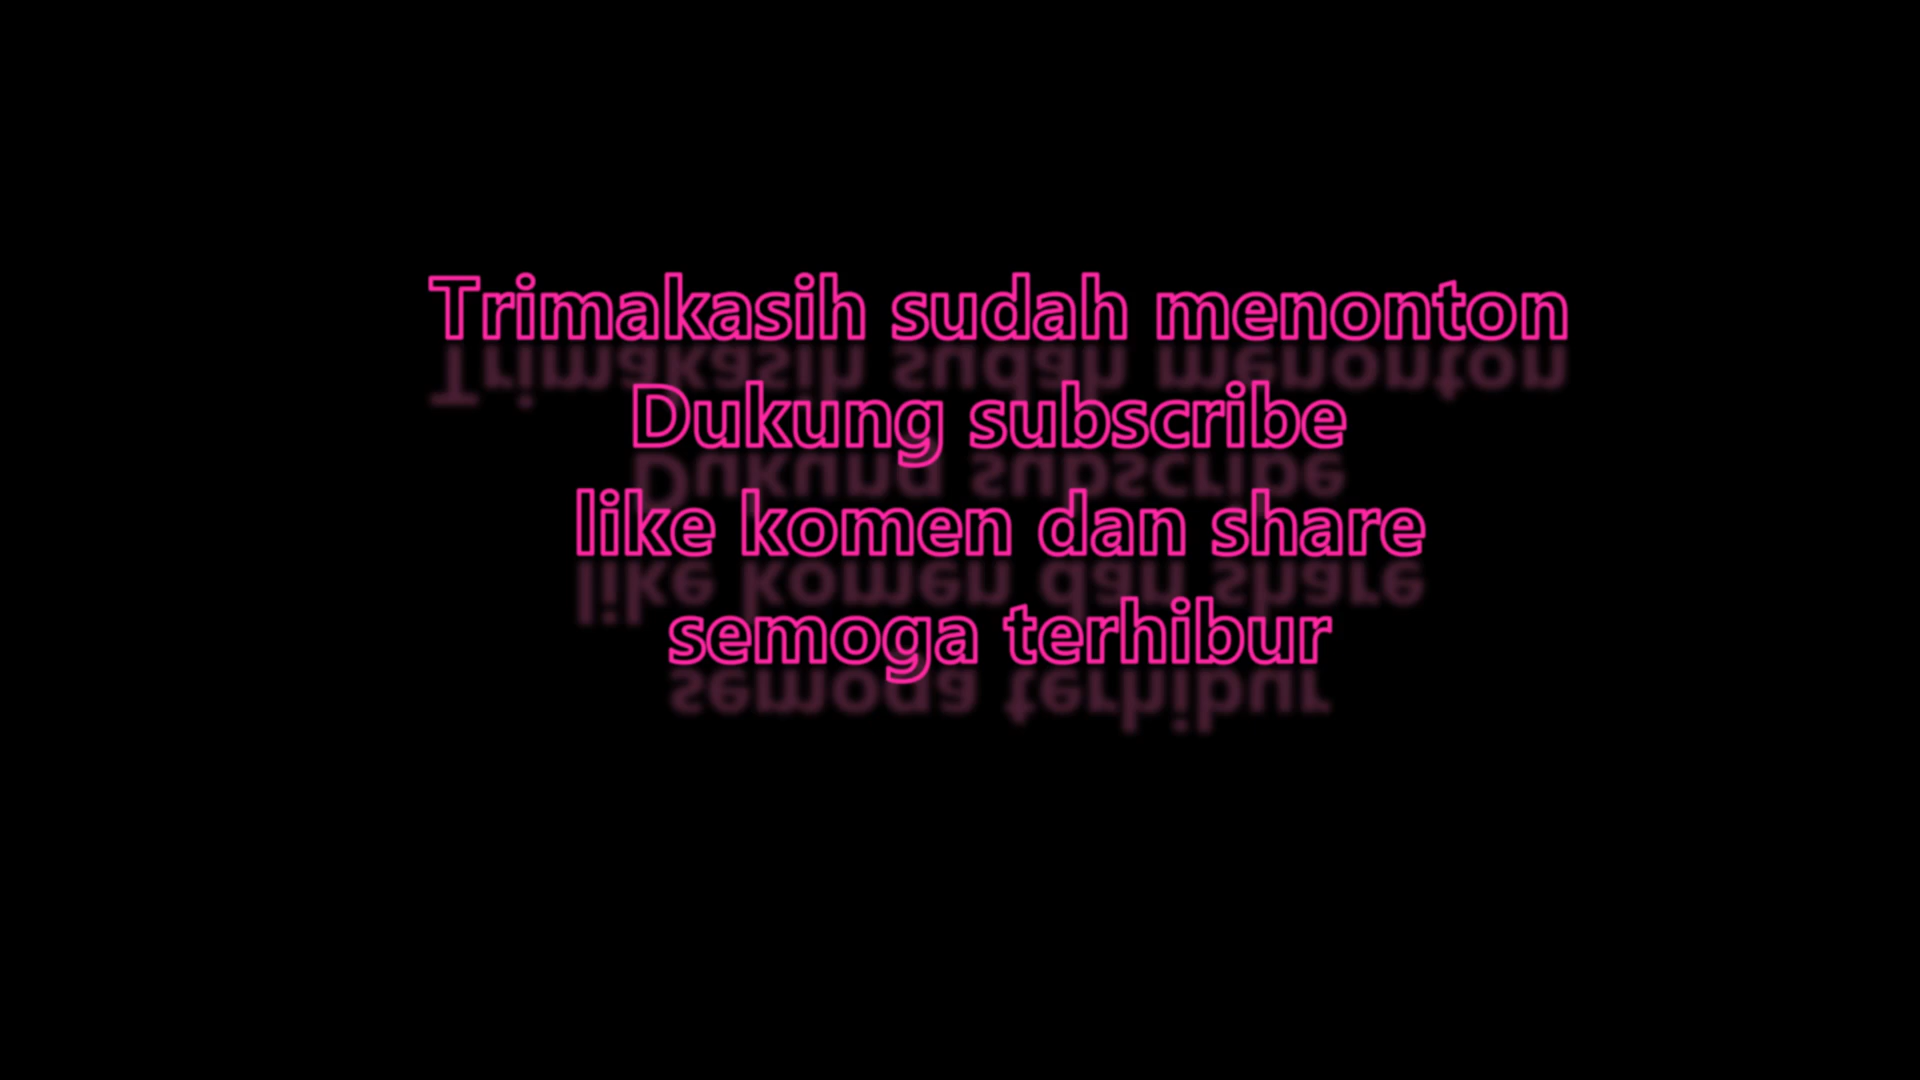 Trimakasih sudah menonton
Dukung subscribe
like komen dan share
semoga terhibur